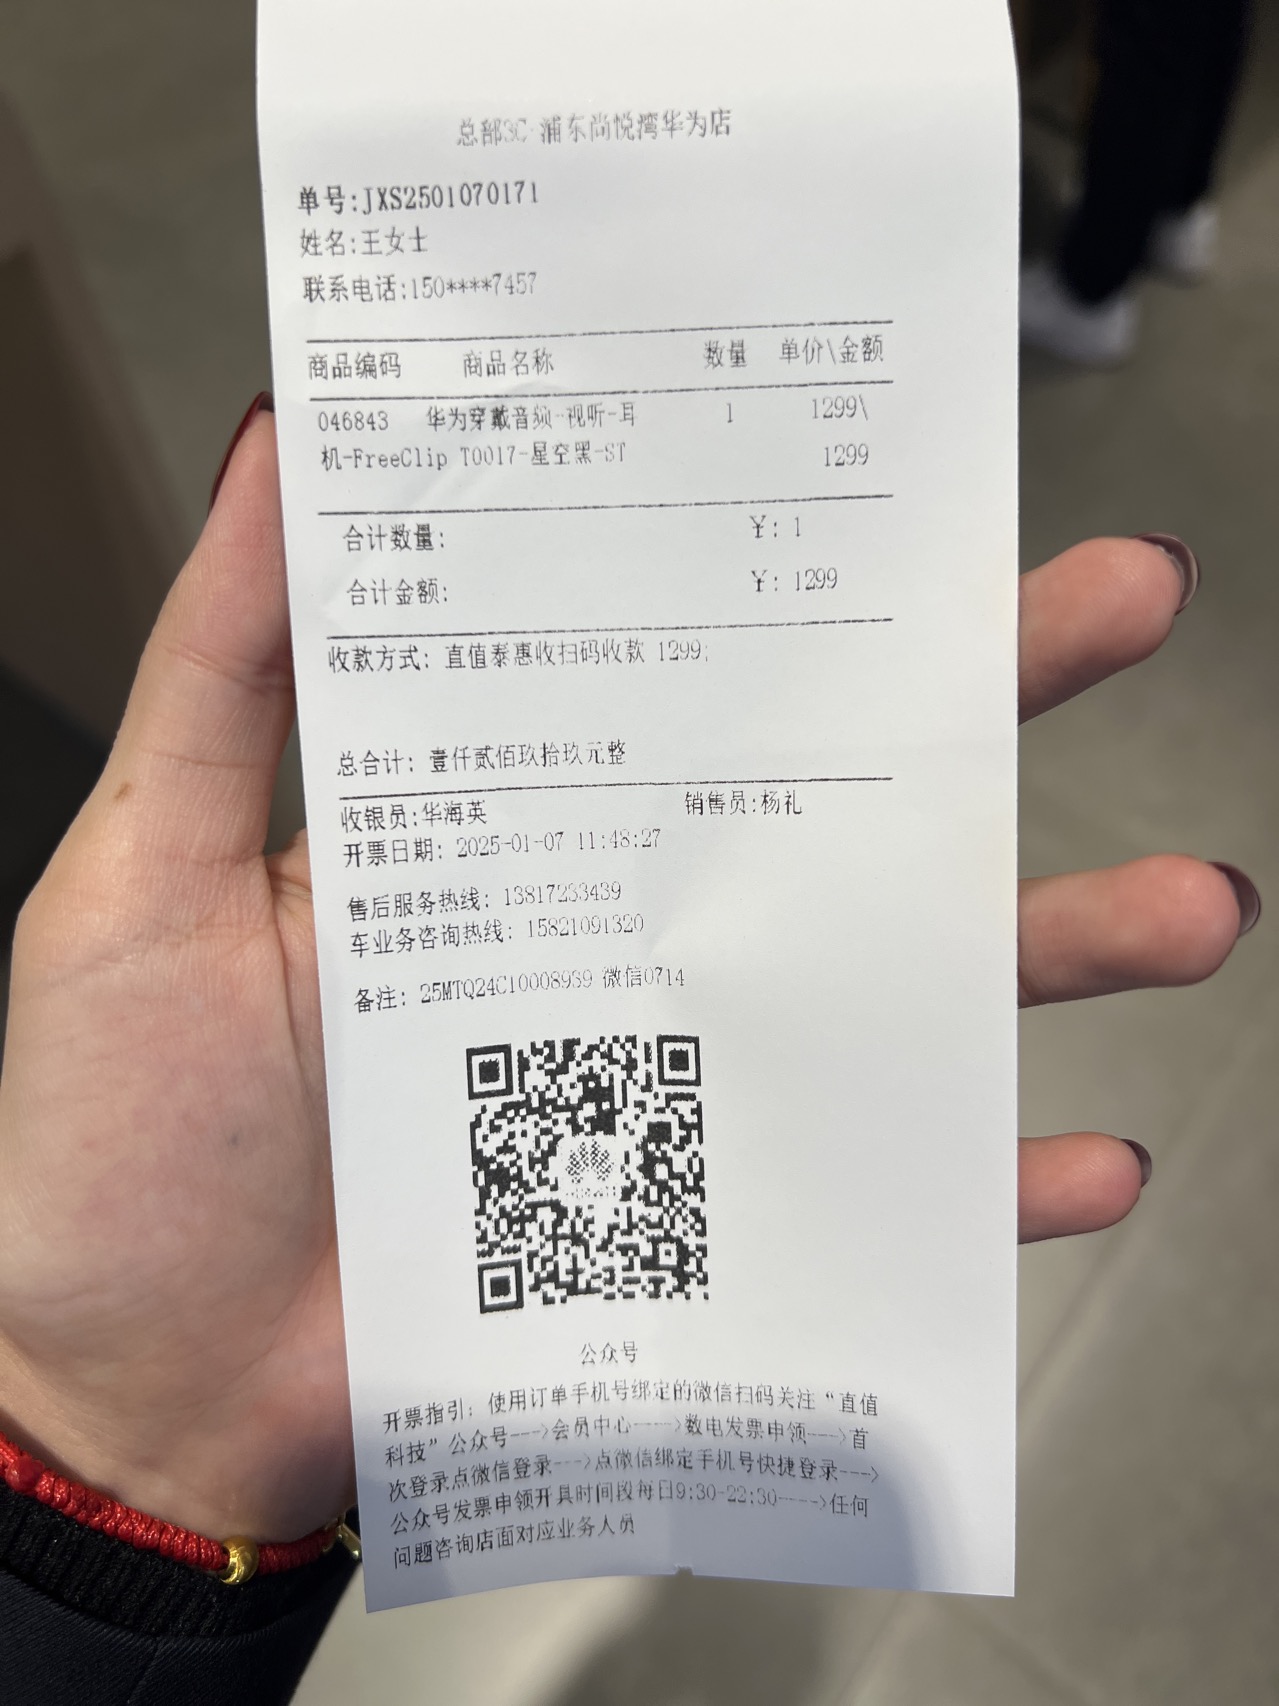 总部3C-浦东尚悦湾华为店
单号:JXS2501070171
姓名:王女士
联系电话:150****7457
商品编码 商品名称 数量 单价\金额
046843 华为穿戴音频-视听-耳 1 1299\
机-FreeClip T0017-星空黑-ST 1299
合计数量: ¥: 1
合计金额: ¥: 1299
收款方式: 直值泰惠收扫码收款 1299;
总合计: 壹仟贰佰玖拾玖元整
收银员:华海英 销售员:杨礼
开票日期: 2025-01-07 11:48:27
售后服务热线: 13817233439
车业务咨询热线: 15821091320
备注: 25MTQ24C10008939 微信0714
公众号
开票指引: 使用订单手机号绑定的微信扫码关注“直值
科技”公众号--->会员中心---->数电发票申领--->首
次登录点微信登录--->点微信绑定手机号快捷登录--->
公众号发票申领开具时间段每日9:30-22:30---->任何
问题咨询店面对应业务人员